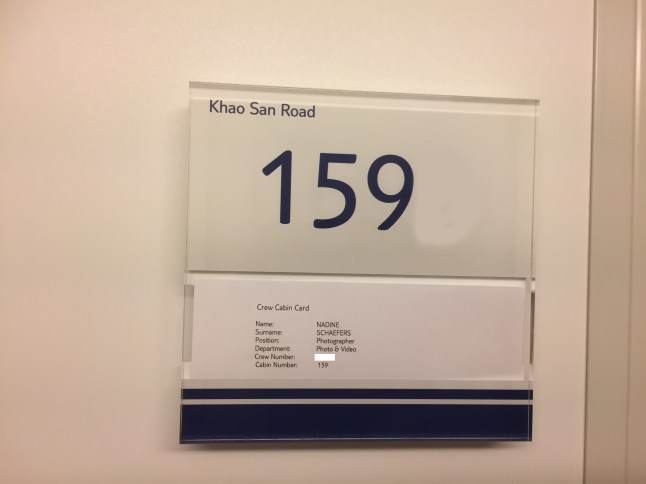 Khao San Road
159
Crew Cabin Card
Name: NADINE
Surname: SCHAEFERS
Position: Photographer
Department: Photo & Video
Crew Number:
Cabin Number: 159